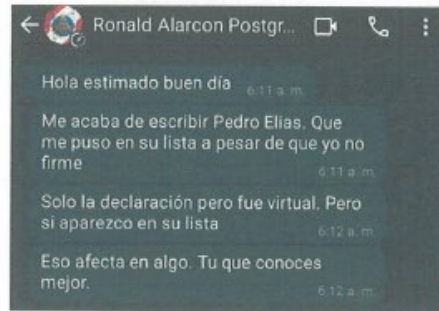 Ronald Alarcon Postgr...
Hola estimado buen día
6:11 a. m.
Me acaba de escribir Pedro Elias. Que
me puso en su lista a pesar de que yo no
firme
6:11 a. m.
Solo la declaración pero fue virtual. Pero
si aparezco en su lista
6:12 a. m.
Eso afecta en algo. Tu que conoces
mejor.
6:12 a. m.